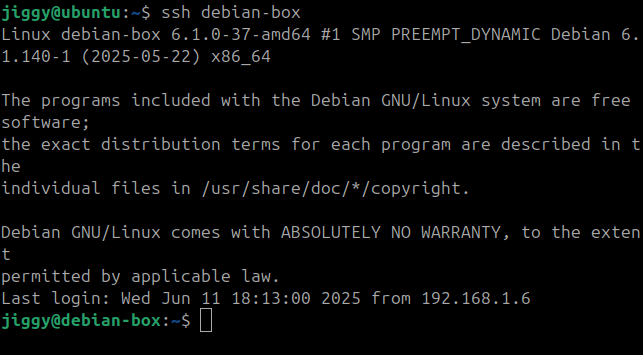 jiggy@ubuntu:~$ ssh debian-box
Linux debian-box 6.1.0-37-amd64 #1 SMP PREEMPT_DYNAMIC Debian 6.
1.140-1 (2025-05-22) x86_64
The programs included with the Debian GNU/Linux system are free
software;
the exact distribution terms for each program are described in t
he
individual files in /usr/share/doc/*/copyright.
Debian GNU/Linux comes with ABSOLUTELY NO WARRANTY, to the exten
t
permitted by applicable law.
Last login: Wed Jun 11 18:13:00 2025 from 192.168.1.6
jiggy@debian-box:~$